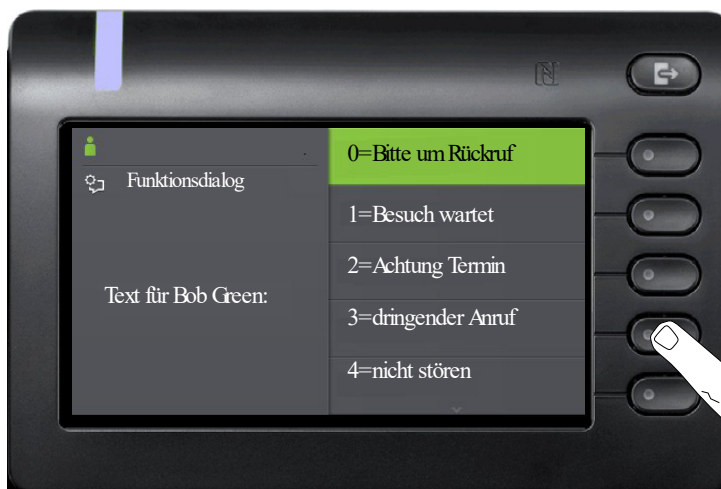 Funktionsdialog
Text für Bob Green:
0=Bitte um Rückruf
1=Besuch wartet
2=Achtung Termin
3=dringender Anruf
4=nicht stören